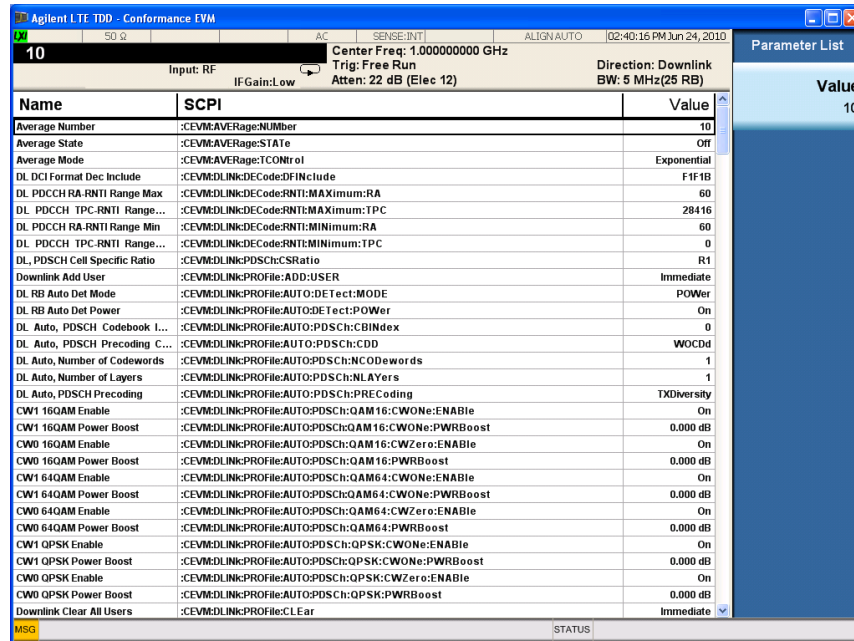 Agilent LTE TDD - Conformance EVM
LXI 50 Ω AC SENSE:INT ALIGN AUTO 02:40:16 PM Jun 24, 2010
10
Input: RF
IFGain:Low
Center Freq: 1.000000000 GHz
Trig: Free Run
Atten: 22 dB (Elec 12)
Direction: Downlink
BW: 5 MHz(25 RB)
Parameter List
Value
10
Name SCPI Value
Average Number :CEVM:AVERage:NUMber 10
Average State :CEVM:AVERage:STATe Off
Average Mode :CEVM:AVERage:TCONtrol Exponential
DL DCI Format Dec Include :CEVM:DLINk:DECode:DFINclude F1F1B
DL PDCCH RA-RNTI Range Max :CEVM:DLINk:DECode:RNTI:MAXimum:RA 60
DL PDCCH TPC-RNTI Range... :CEVM:DLINk:DECode:RNTI:MAXimum:TPC 28416
DL PDCCH RA-RNTI Range Min :CEVM:DLINk:DECode:RNTI:MINimum:RA 60
DL PDCCH TPC-RNTI Range... :CEVM:DLINk:DECode:RNTI:MINimum:TPC 0
DL, PDSCH Cell Specific Ratio :CEVM:DLINk:PDSCh:CSRatio R1
Downlink Add User :CEVM:DLINk:PROFile:ADD:USER Immediate
DL RB Auto Det Mode :CEVM:DLINk:PROFile:AUTO:DETect:MODE POWer
DL RB Auto Det Power :CEVM:DLINk:PROFile:AUTO:DETect:POWer On
DL Auto, PDSCH Codebook I... :CEVM:DLINk:PROFile:AUTO:PDSCh:CBINdex 0
DL Auto, PDSCH Precoding C... :CEVM:DLINk:PROFile:AUTO:PDSCh:CDD WOCDd
DL Auto, Number of Codewords :CEVM:DLINk:PROFile:AUTO:PDSCh:NCODewords 1
DL Auto, Number of Layers :CEVM:DLINk:PROFile:AUTO:PDSCh:NLAYers 1
DL Auto, PDSCH Precoding :CEVM:DLINk:PROFile:AUTO:PDSCh:PRECoding TXDiversity
CW1 16QAM Enable :CEVM:DLINk:PROFile:AUTO:PDSCh:QAM16:CWONe:ENABle On
CW1 16QAM Power Boost :CEVM:DLINk:PROFile:AUTO:PDSCh:QAM16:CWONe:PWRBoost 0.000 dB
CW0 16QAM Enable :CEVM:DLINk:PROFile:AUTO:PDSCh:QAM16:CWZero:ENABle On
CW0 16QAM Power Boost :CEVM:DLINk:PROFile:AUTO:PDSCh:QAM16:PWRBoost 0.000 dB
CW1 64QAM Enable :CEVM:DLINk:PROFile:AUTO:PDSCh:QAM64:CWONe:ENABle On
CW1 64QAM Power Boost :CEVM:DLINk:PROFile:AUTO:PDSCh:QAM64:CWONe:PWRBoost 0.000 dB
CW0 64QAM Enable :CEVM:DLINk:PROFile:AUTO:PDSCh:QAM64:CWZero:ENABle On
CW0 64QAM Power Boost :CEVM:DLINk:PROFile:AUTO:PDSCh:QAM64:PWRBoost 0.000 dB
CW1 QPSK Enable :CEVM:DLINk:PROFile:AUTO:PDSCh:QPSK:CWONe:ENABle On
CW1 QPSK Power Boost :CEVM:DLINk:PROFile:AUTO:PDSCh:QPSK:CWONe:PWRBoost 0.000 dB
CW0 QPSK Enable :CEVM:DLINk:PROFile:AUTO:PDSCh:QPSK:CWZero:ENABle On
CW0 QPSK Power Boost :CEVM:DLINk:PROFile:AUTO:PDSCh:QPSK:PWRBoost 0.000 dB
Downlink Clear All Users :CEVM:DLINk:PROFile:CLEar Immediate
MSG STATUS